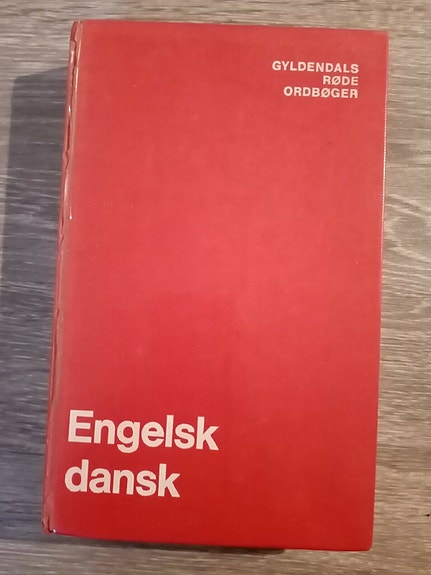 GYLDENDALS
RØDE
ORDBØGER
Engelsk
dansk